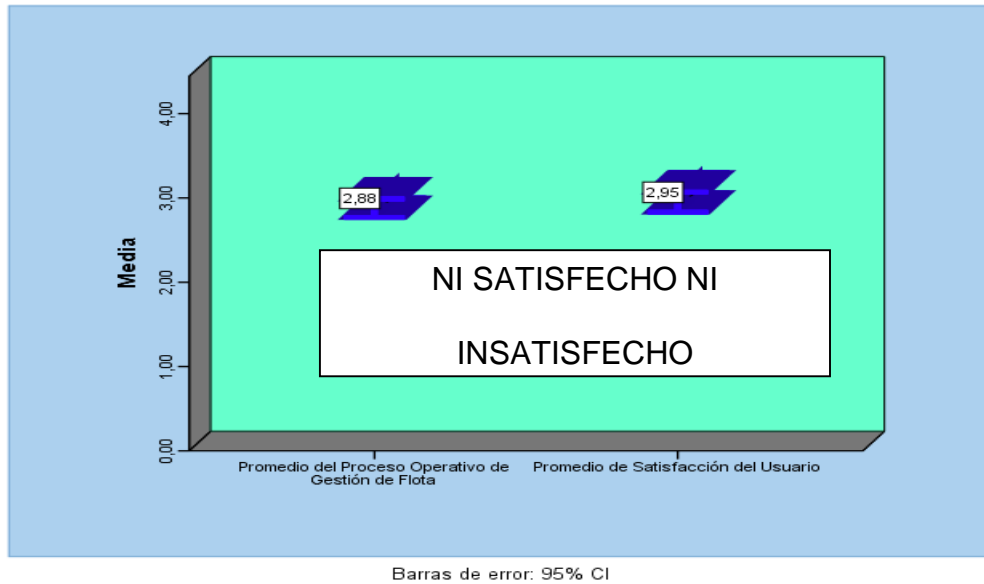 4,00
3,00
2,00
1,00
0,00
Media
2,88
2,95
NI SATISFECHO NI
INSATISFECHO
Promedio del Proceso Operativo de
Gestión de Flota
Promedio de Satisfacción del Usuario
Barras de error: 95% CI